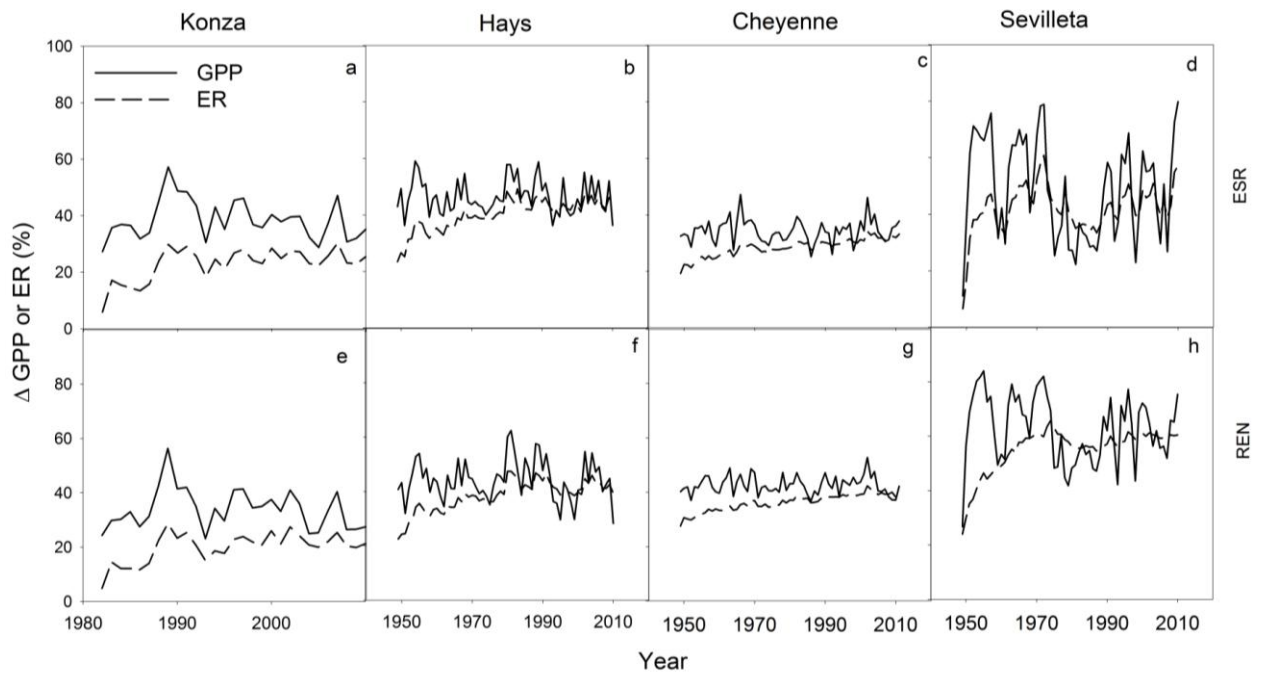 Konza Hays Cheyenne Sevilleta
100 a b c d
GPP
ER
80
60
40
20
0
ESR
Δ GPP or ER (%)
e f g h
80
60
40
20
0
REN
1980 1990 2000 1950 1970 1990 2010 1950 1970 1990 2010 1950 1970 1990 2010
Year